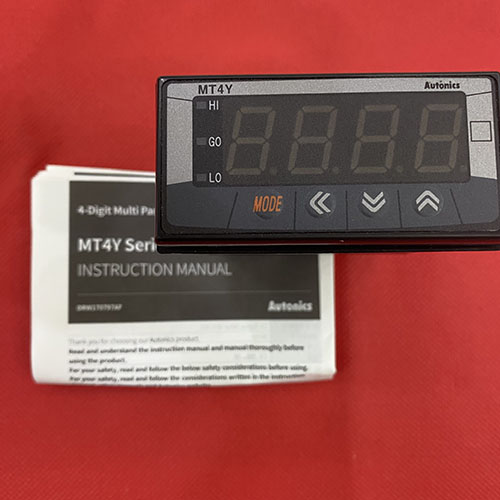 MT4Y
Autonics
HI
GO
LO
MODE
4-Digit Multi
MT4Y
INSTRUCTION MANUAL
Autonics
Thank you for choosing our Autonics product.
Read and understand the instruction manual and manual thoroughly before
using the product.
For your safety, read and follow the below safety considerations before using.
For your safety, read and follow the considerations written in the instruction